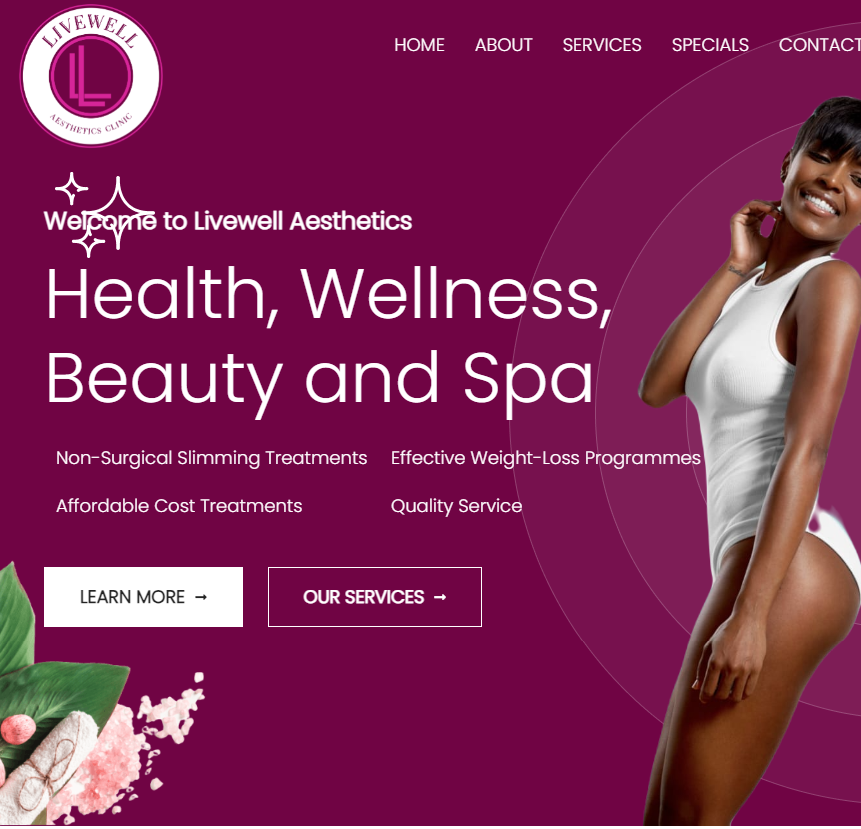 LIVEWELL
AESTHETICS CLINIC
HOME ABOUT SERVICES SPECIALS CONTACT
Welcome to Livewell Aesthetics
Health, Wellness,
Beauty and Spa
Non-Surgical Slimming Treatments Effective Weight-Loss Programmes
Affordable Cost Treatments Quality Service
LEARN MORE → OUR SERVICES →